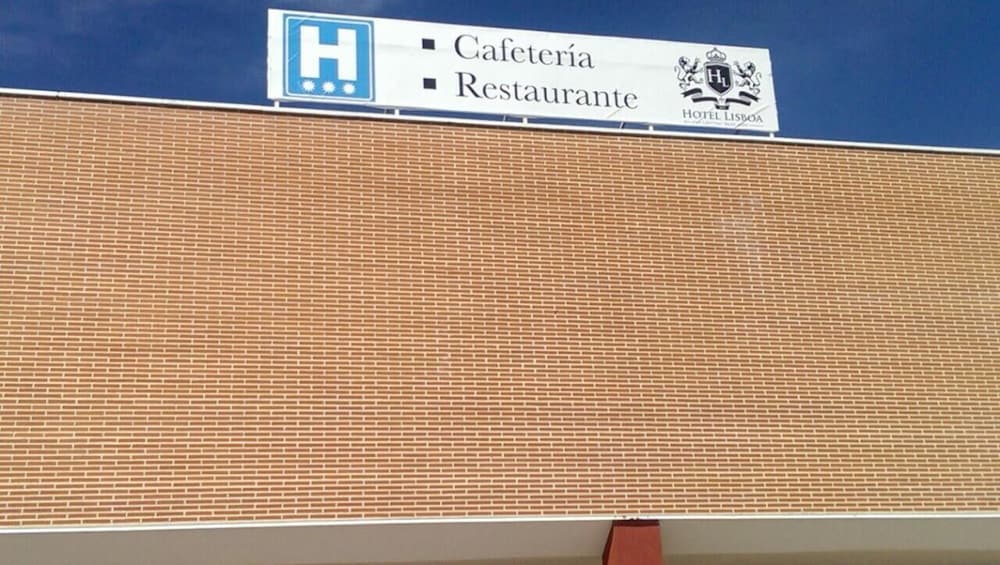 H
Cafetería
Restaurante
HL
HOTEL LISBOA